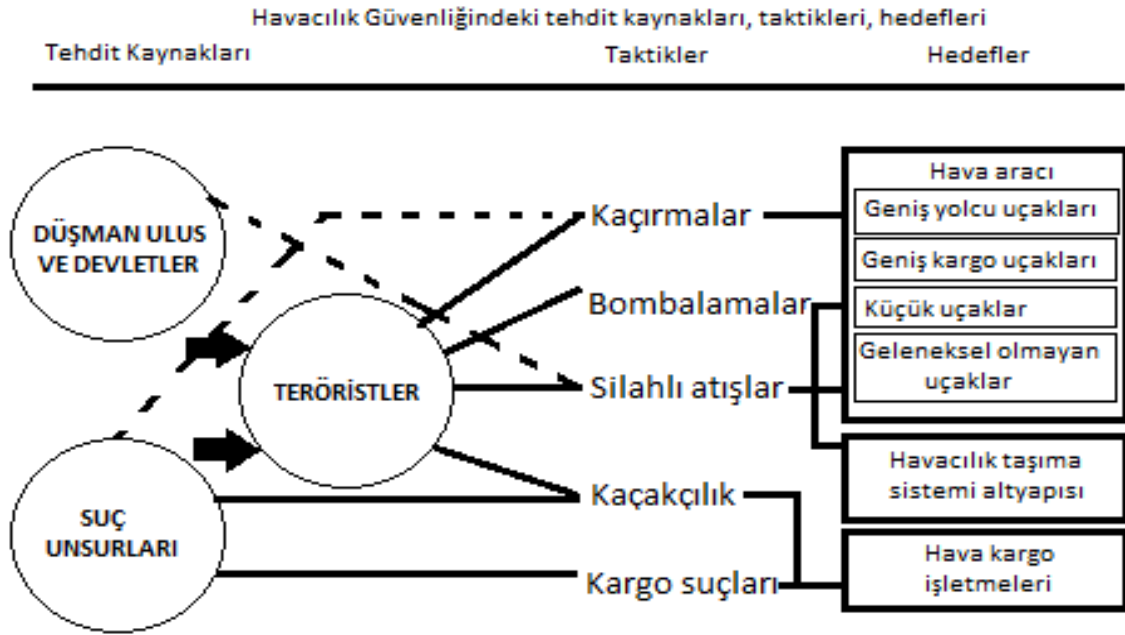 Havacılık Güvenliğindeki tehdit kaynakları, taktikleri, hedefleri
Tehdit Kaynakları
Taktikler
Hedefler
DÜŞMAN ULUS
VE DEVLETLER
TERÖRİSTLER
SUÇ
UNSURLARI
Kaçırmalar
Bombalamalar
Silahlı atışlar
Kaçakçılık
Kargo suçları
Hava aracı
Geniş yolcu uçakları
Geniş kargo uçakları
Küçük uçaklar
Geleneksel olmayan
uçaklar
Havacılık taşıma
sistemi altyapısı
Hava kargo
işletmeleri